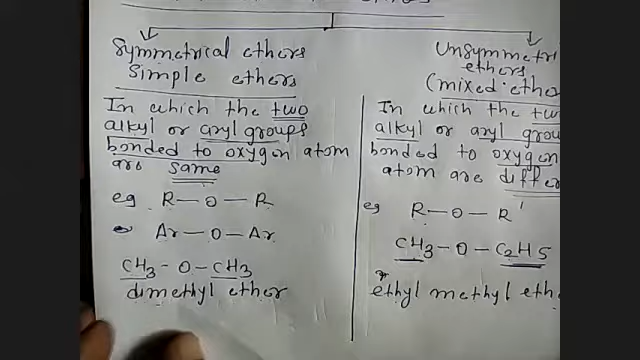 Symmetrical ethers
Simple ethers
In which the two
alkyl or aryl groups
bonded to oxygen atom
are same
eg R-O-R
Ar-O-Ar
CH3-O-CH3
dimethyl ether
Unsymmetri
ethers
(mixed ethe
In which the tw
alkyl or aryl grou
bonded to oxygen
atom are differ
eg R-O-R'
CH3-O-C2H5
ethyl methyl eth